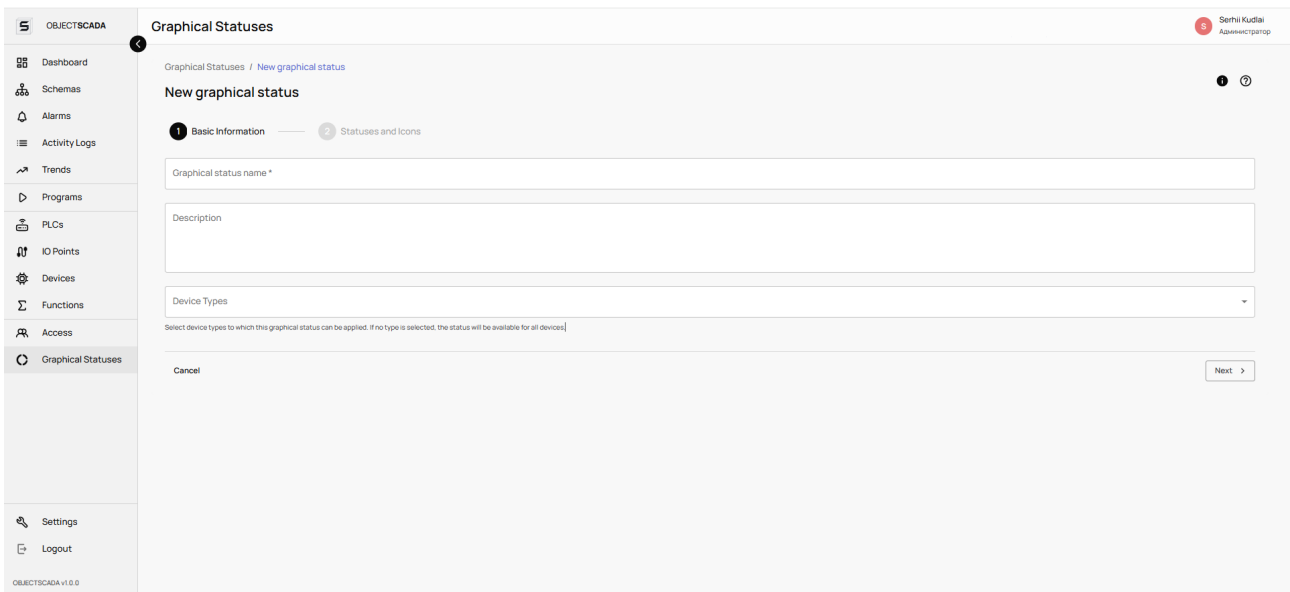 OBJECTSCADA
Graphical Statuses
S
Serhii Kudlai
Администратор
Dashboard
Schemas
Alarms
Activity Logs
Trends
Programs
PLCs
IO Points
Devices
Functions
Access
Graphical Statuses
Settings
Logout
OBJECTSCADA v1.0.0
Graphical Statuses / New graphical status
New graphical status
1 Basic Information
2 Statuses and Icons
Graphical status name *
Description
Device Types
Select device types to which this graphical status can be applied. If no type is selected, the status will be available for all devices.
Cancel
Next